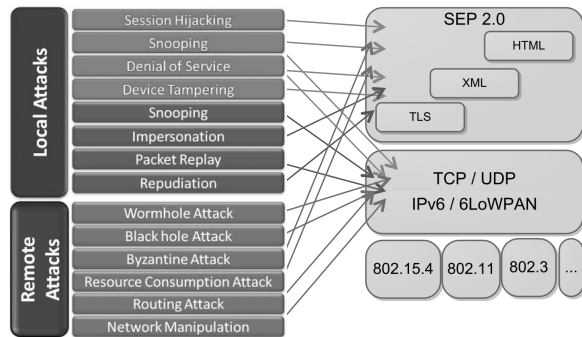 Local Attacks
Session Hijacking
Snooping
Denial of Service
Device Tampering
Snooping
Impersonation
Packet Replay
Repudiation
Remote
Attacks
Wormhole Attack
Black hole Attack
Byzantine Attack
Resource Consumption Attack
Routing Attack
Network Manipulation
SEP 2.0
HTML
XML
TLS
TCP / UDP
IPv6 / 6LoWPAN
802.15.4
802.11
802.3
...